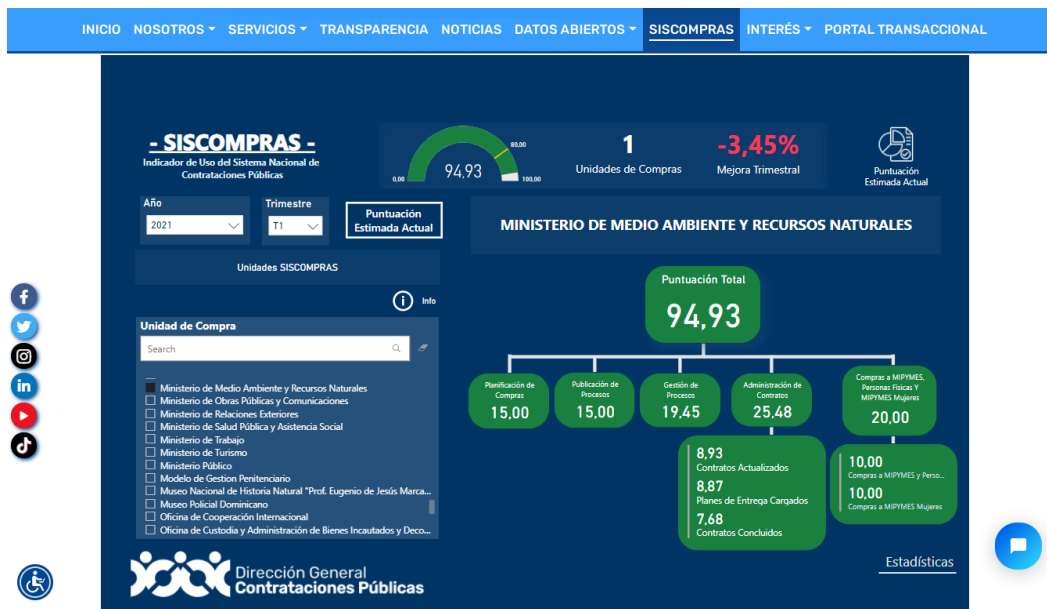 INICIO NOSOTROS SERVICIOS TRANSPARENCIA NOTICIAS DATOS ABIERTOS SISCOMPRAS INTERÉS PORTAL TRANSACCIONAL
- SISCOMPRAS -
Indicador de Uso del Sistema Nacional de
Contrataciones Públicas
0,00
94,93
80,00
100,00
1
Unidades de Compras
-3,45%
Mejora Trimestral
Puntuación
Estimada Actual
Año
2021
Trimestre
T1
Puntuación
Estimada Actual
MINISTERIO DE MEDIO AMBIENTE Y RECURSOS NATURALES
Unidades SISCOMPRAS
i Info
Unidad de Compra
Search
Ministerio de Medio Ambiente y Recursos Naturales
Ministerio de Obras Públicas y Comunicaciones
Ministerio de Relaciones Exteriores
Ministerio de Salud Pública y Asistencia Social
Ministerio de Trabajo
Ministerio de Turismo
Ministerio Público
Modelo de Gestion Penitenciario
Museo Nacional de Historia Natural "Prof. Eugenio de Jesús Marca...
Museo Policial Dominicano
Oficina de Cooperación Internacional
Oficina de Custodia y Administración de Bienes Incautados y Deco...
Puntuación Total
94,93
Planificación de
Compras
15,00
Publicación de
Procesos
15,00
Gestión de
Procesos
19,45
Administración de
Contratos
25,48
Compras a MIPYMES,
Personas Fisicas Y
MIPYMES Mujeres
20,00
8,93
Contratos Actualizados
8,87
Planes de Entrega Cargados
7,68
Contratos Concluidos
10,00
Compras a MIPYMES y Perso...
10,00
Compras a MIPYMES Mujeres
Dirección General
Contrataciones Públicas
Estadísticas